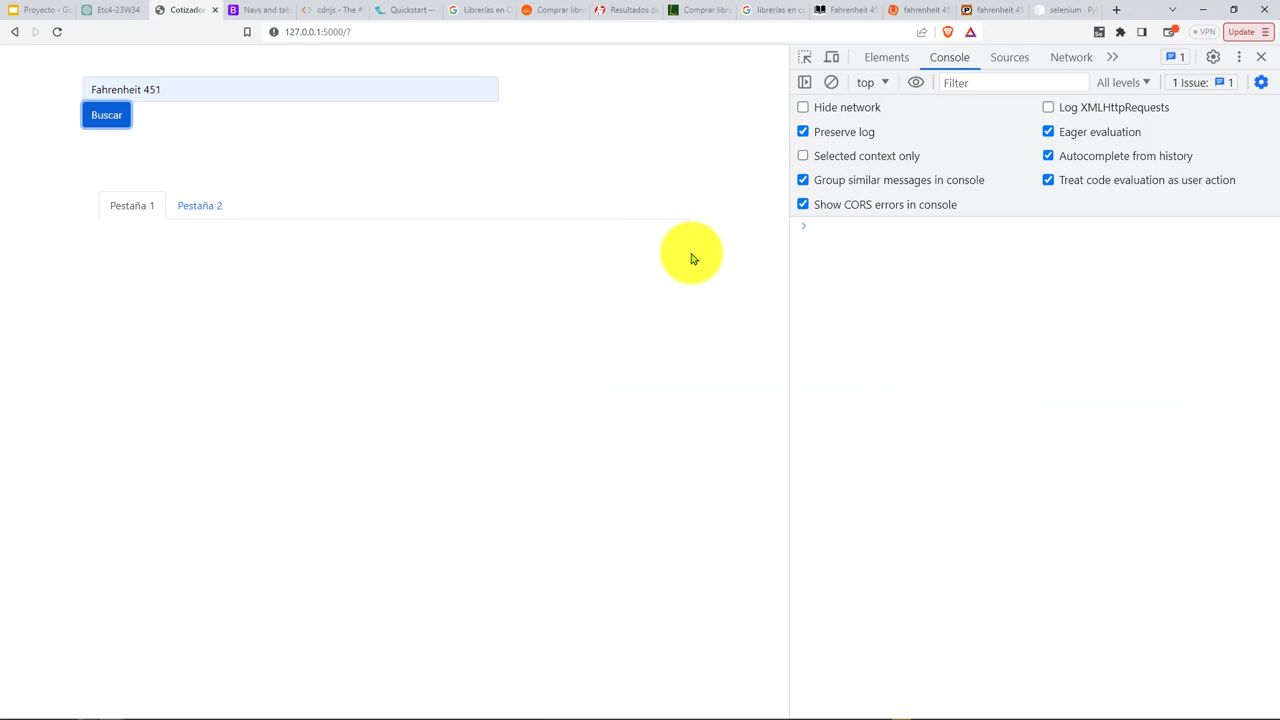 Proyecto - Go
Etc4-23W34
Cotizador
Navs and tabs
cdnjs - The #
Quickstart —
Librerías en C
Comprar libre
Resultados de
Comprar libre
librerías en co
Fahrenheit 45
fahrenheit 45
fahrenheit 45
selenium - Py
127.0.0.1:5000/?
VPN
Update
Elements
Console
Sources
Network
1
top
Filter
All levels
1 Issue:
1
Hide network
Log XMLHttpRequests
Preserve log
Eager evaluation
Selected context only
Autocomplete from history
Group similar messages in console
Treat code evaluation as user action
Show CORS errors in console
Fahrenheit 451
Buscar
Pestaña 1
Pestaña 2